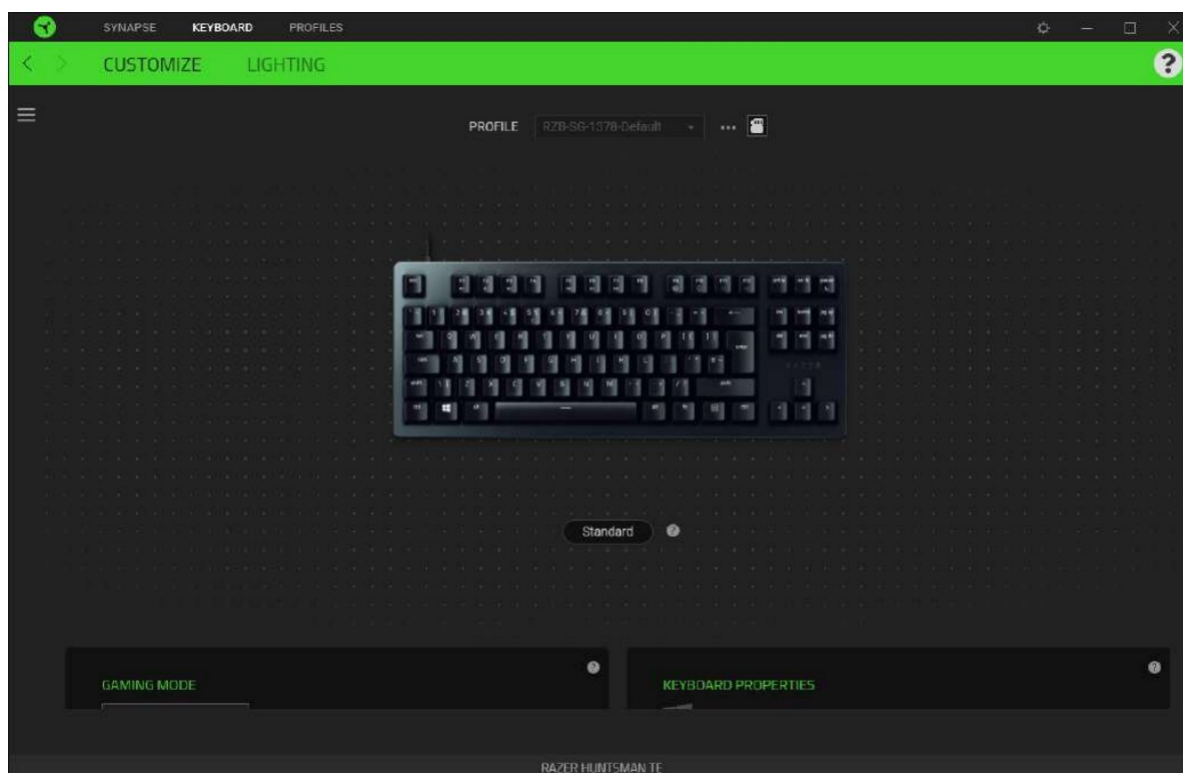 SYNAPSE KEYBOARD PROFILES
CUSTOMIZE LIGHTING
PROFILE RZB-SG-1378-Default
Standard
GAMING MODE KEYBOARD PROPERTIES
RAZER HUNTSMAN TE